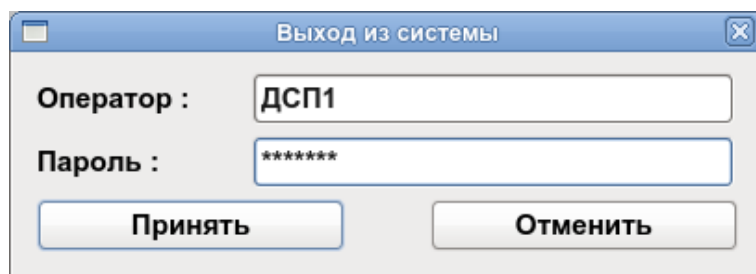 Выход из системы
Оператор : ДСП1
Пароль : *******
Принять Отменить